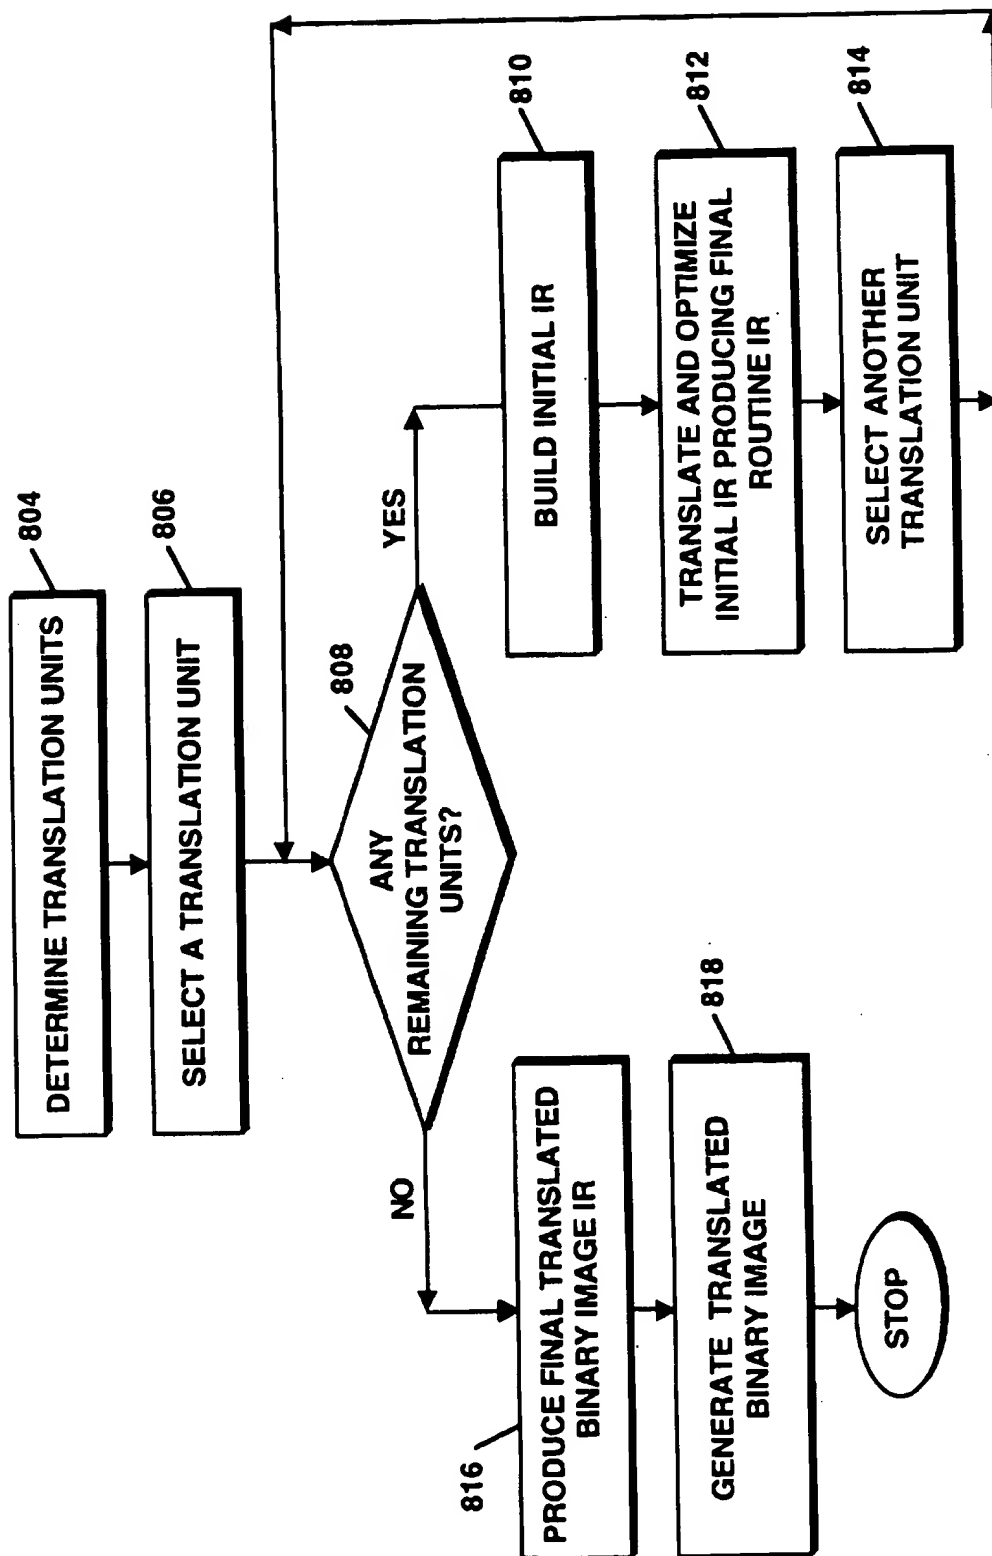 804
DETERMINE TRANSLATION UNITS
806
SELECT A TRANSLATION UNIT
808
ANY
REMAINING TRANSLATION
UNITS?
YES
NO
810
BUILD INITIAL IR
812
TRANSLATE AND OPTIMIZE
INITIAL IR PRODUCING FINAL
ROUTINE IR
814
SELECT ANOTHER
TRANSLATION UNIT
816
PRODUCE FINAL TRANSLATED
BINARY IMAGE IR
818
GENERATE TRANSLATED
BINARY IMAGE
STOP